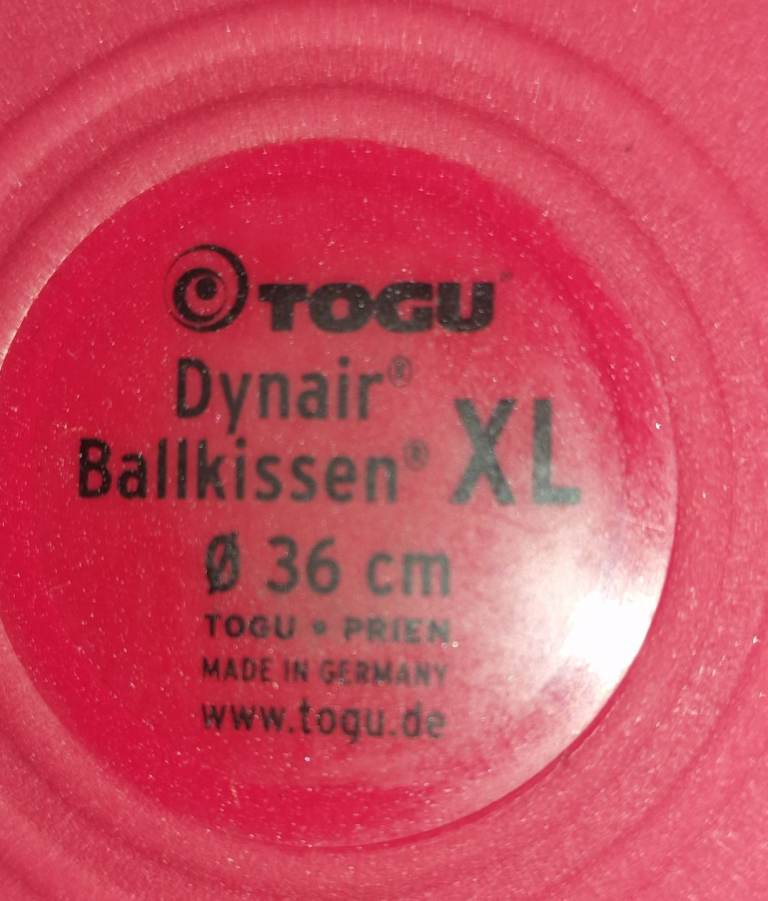 TOGU
Dynair®
Ballkissen® XL
Ø 36 cm
TOGU • PRIEN
MADE IN GERMANY
www.togu.de